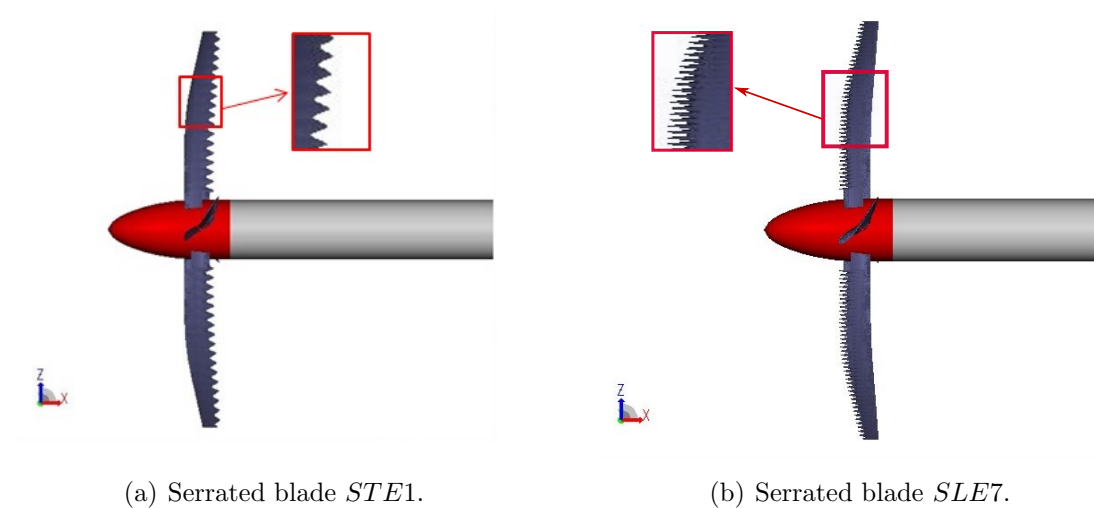 Z
X
Z
X
(a) Serrated blade STE1.
(b) Serrated blade SLE7.